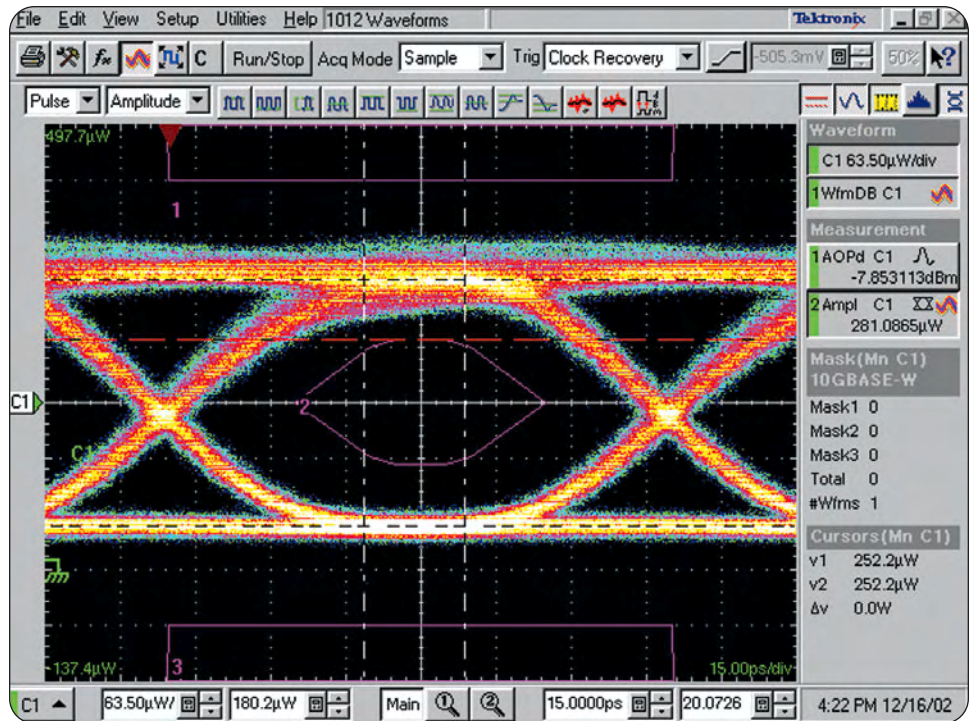 File Edit View Setup Utilities Help 1012 Waveforms Tektronix
C Run/Stop Acq Mode Sample Trig Clock Recovery -505.3mV 50% ?
Pulse Amplitude
497.7µW
1
2
C1
C1
-137.4µW
3
15.00ps/div
Waveform
C1 63.50µW/div
1 WfmDB C1
Measurement
1 AOPd C1
-7.853113dBm
2 Ampl C1
281.0865µW
Mask(Mn C1)
10GBASE-W
Mask1 0
Mask2 0
Mask3 0
Total 0
#Wfms 1
Cursors(Mn C1)
v1 252.2µW
v2 252.2µW
Δv 0.0W
C1 63.50µW/ 180.2µW Main 1 2 15.0000ps 20.0726 4:22 PM 12/16/02